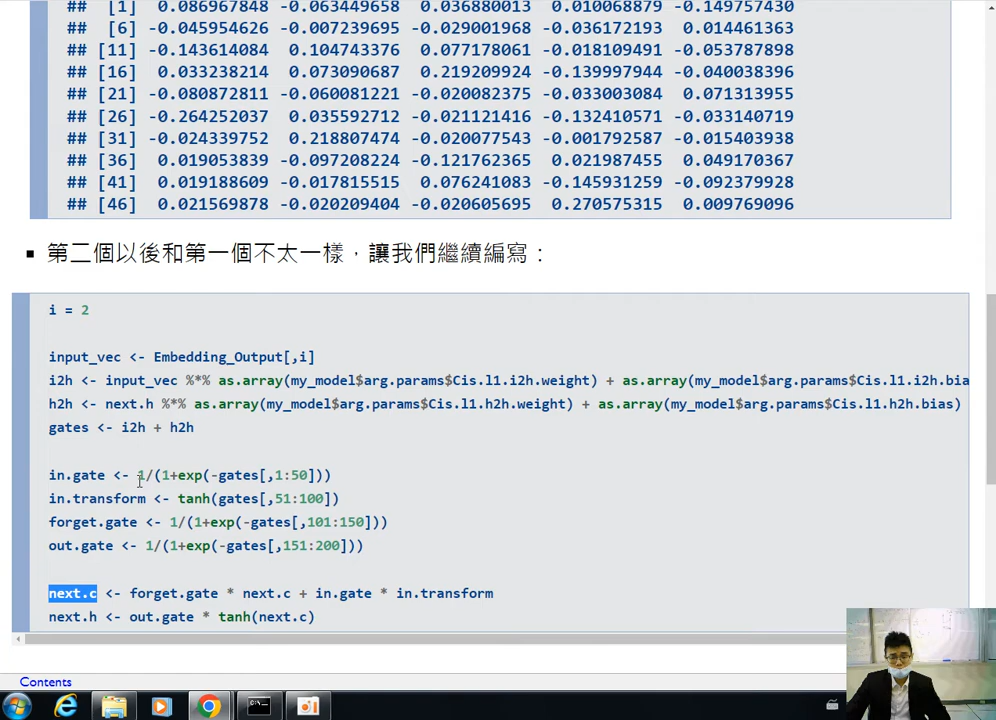 ## [1] 0.086967848 -0.063449658 0.036880013 0.010068879 -0.149757430
## [6] -0.045954626 -0.007239695 -0.029001968 -0.036172193 0.014461363
## [11] -0.143614084 0.104743376 0.077178061 -0.018109491 -0.053787898
## [16] 0.033238214 0.073090687 0.219209924 -0.139997944 -0.040038396
## [21] -0.080872811 -0.060081221 -0.020082375 -0.033003084 0.071313955
## [26] -0.264252037 0.035592712 -0.021121416 -0.132410571 -0.033140719
## [31] -0.024339752 0.218807474 -0.020077543 -0.001792587 -0.015403938
## [36] 0.019053839 -0.097208224 -0.121762365 0.021987455 0.049170367
## [41] 0.019188609 -0.017815515 0.076241083 -0.145931259 -0.092379928
## [46] 0.021569878 -0.020209404 -0.020605695 0.270575315 0.009769096
▪ 第二個以後和第一個不太一樣，讓我們繼續編寫：
i = 2
input_vec <- Embedding_Output[,i]
i2h <- input_vec %*% as.array(my_model$arg.params$Cis.l1.i2h.weight) + as.array(my_model$arg.params$Cis.l1.i2h.bia
h2h <- next.h %*% as.array(my_model$arg.params$Cis.l1.h2h.weight) + as.array(my_model$arg.params$Cis.l1.h2h.bias)
gates <- i2h + h2h
in.gate <- 1/(1+exp(-gates[,1:50]))
in.transform <- tanh(gates[,51:100])
forget.gate <- 1/(1+exp(-gates[,101:150]))
out.gate <- 1/(1+exp(-gates[,151:200]))
next.c <- forget.gate * next.c + in.gate * in.transform
next.h <- out.gate * tanh(next.c)
Contents